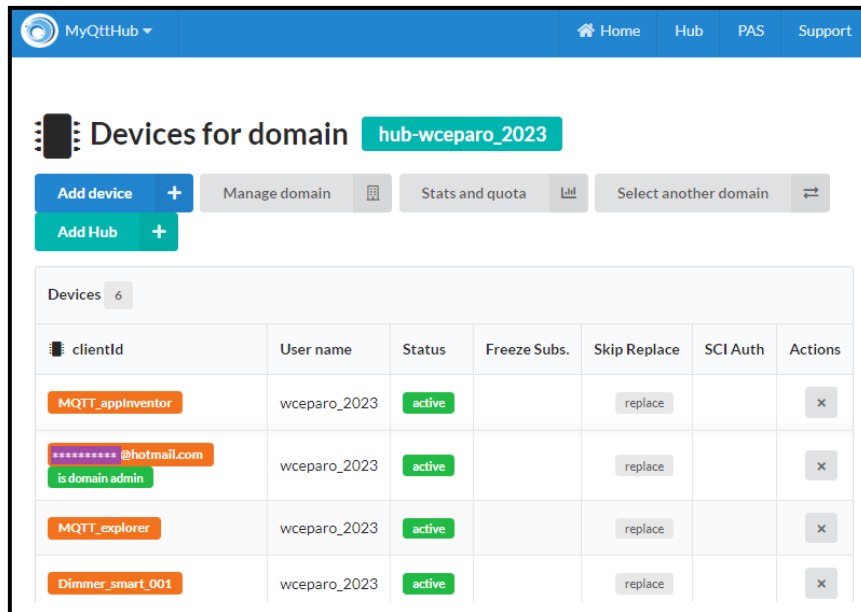 MyQttHub Home Hub PAS Support
Devices for domain hub-wceparo_2023
Add device + Manage domain Stats and quota Select another domain
Add Hub +
Devices 6
clientId User name Status Freeze Subs. Skip Replace SCI Auth Actions
MQTT_appInventor wceparo_2023 active replace ×
**********@hotmail.com wceparo_2023 active replace ×
is domain admin
MQTT_explorer wceparo_2023 active replace ×
Dimmer_smart_001 wceparo_2023 active replace ×